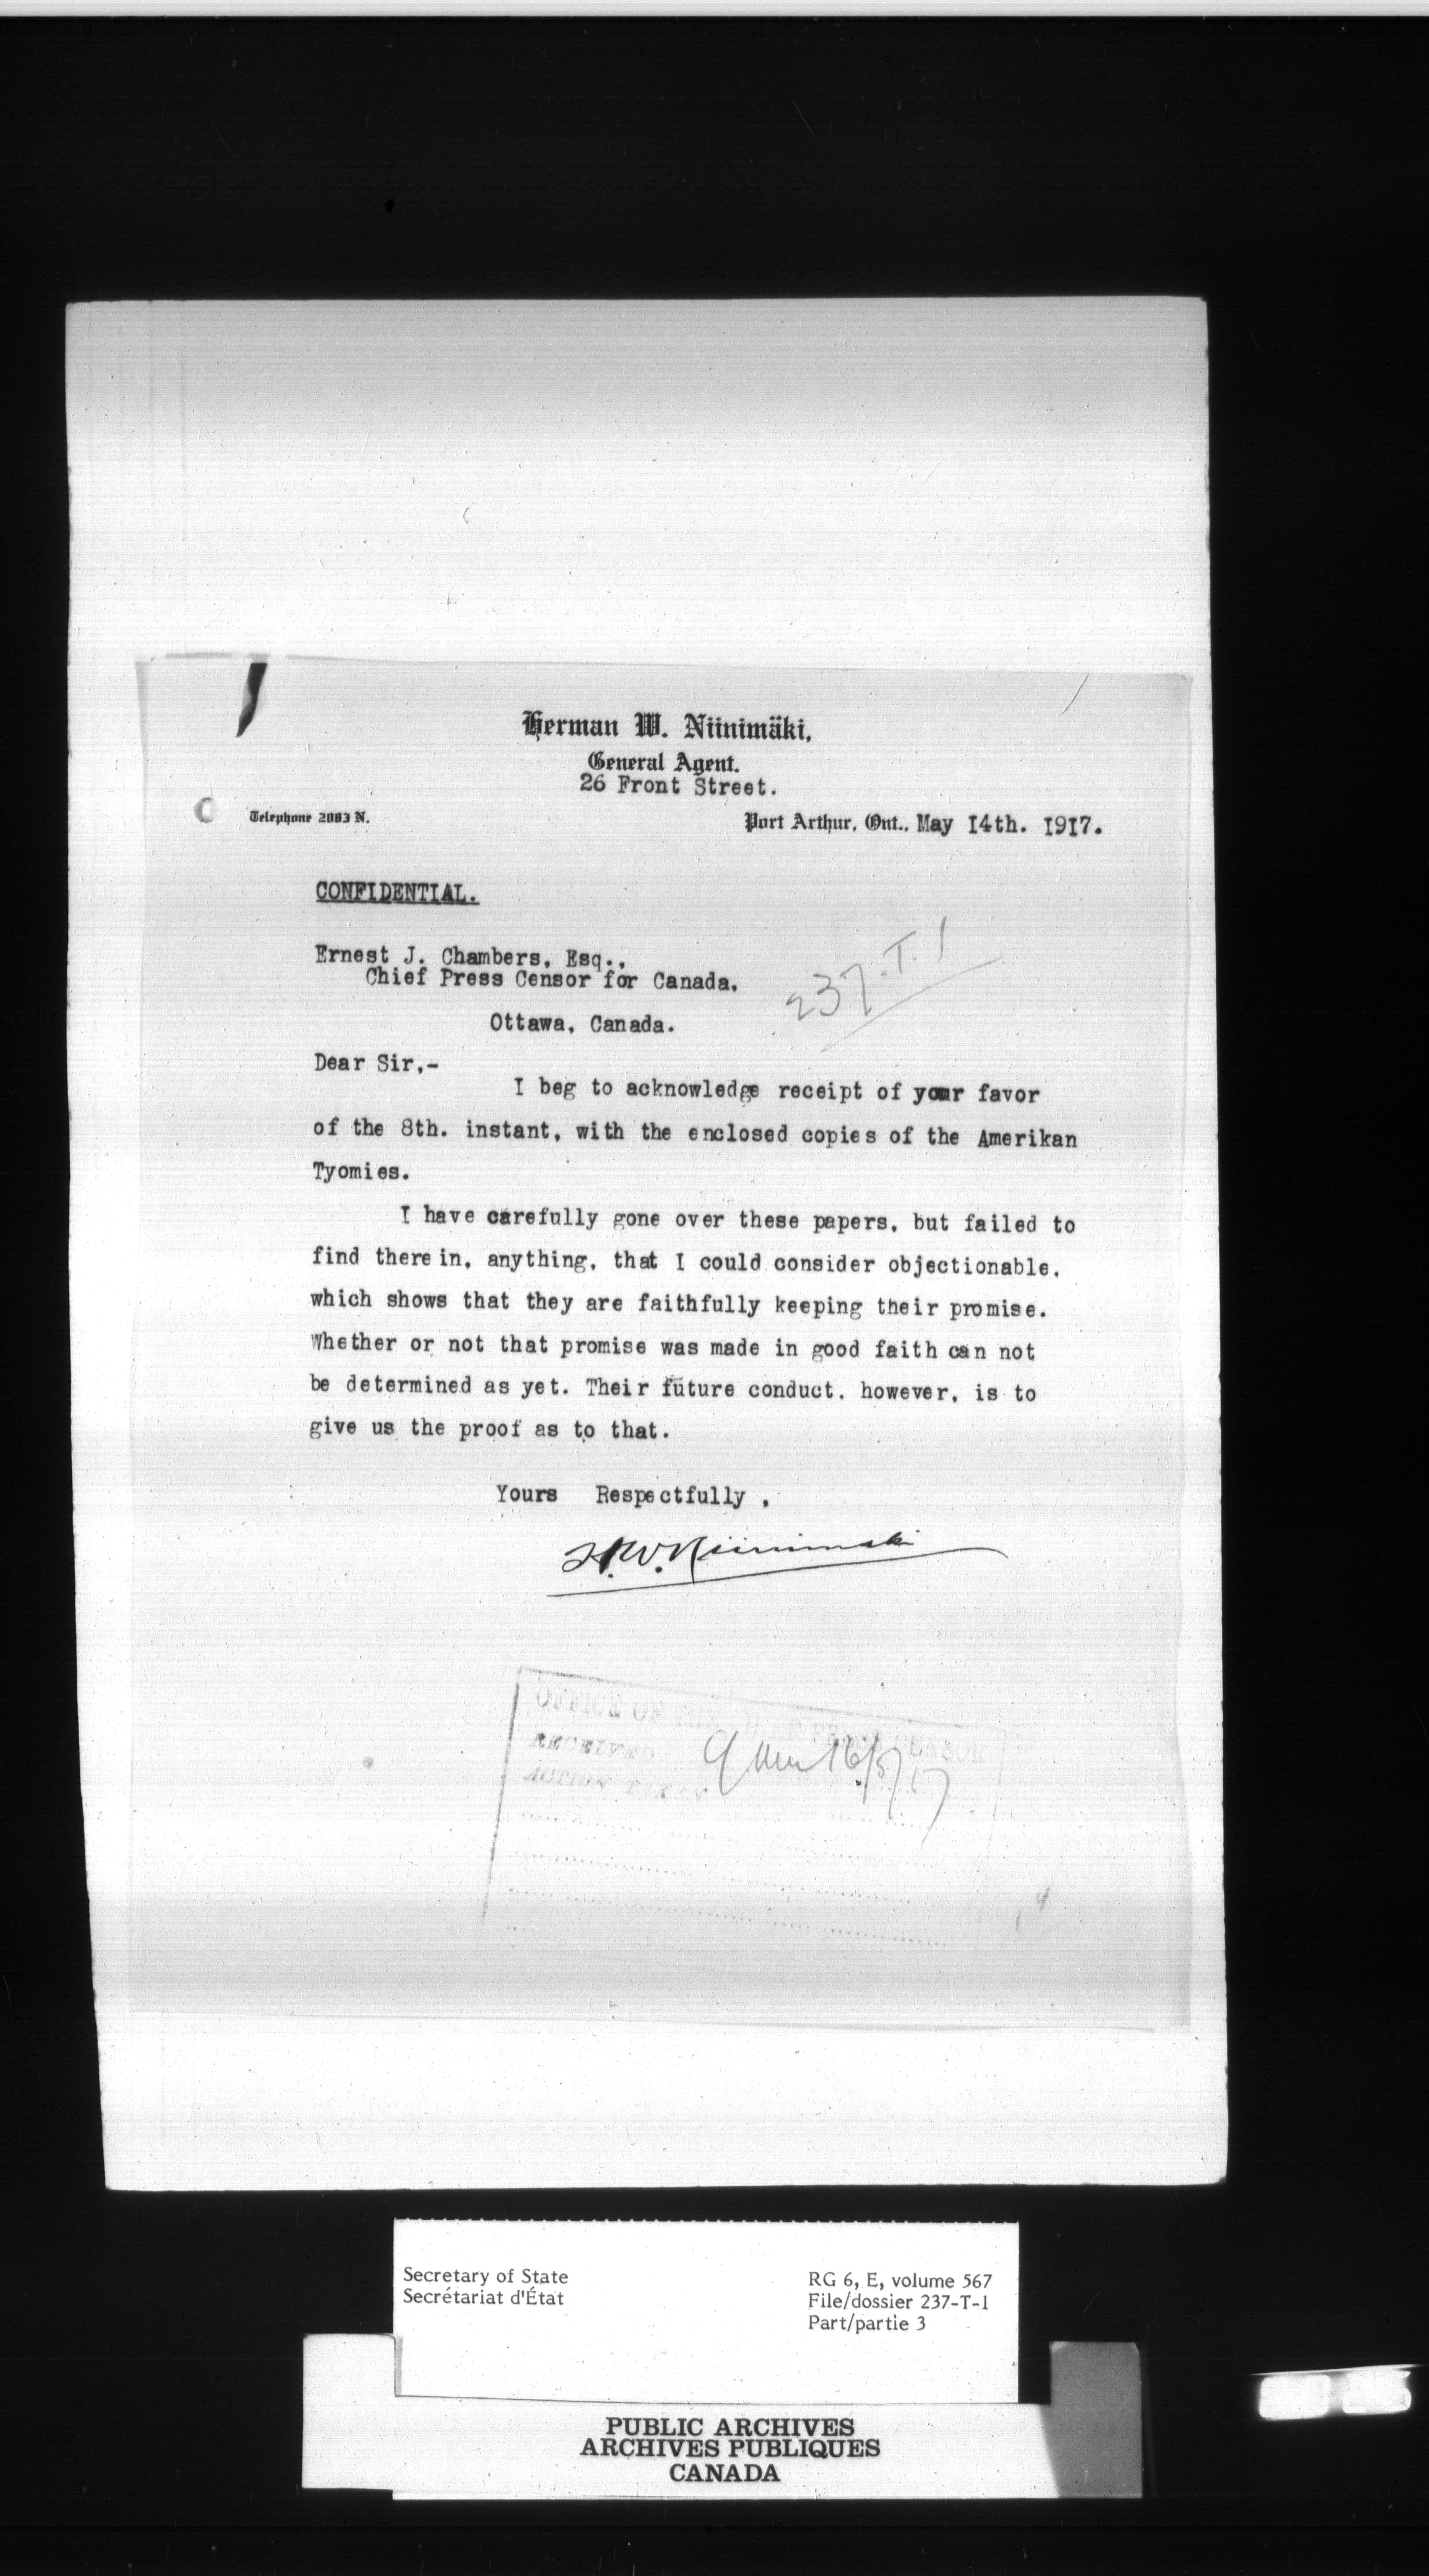 Herman W. Niinimäki,
General Agent.
26 Front Street.
Telephone 2083 N.
Port Arthur, Ont., May 14th. 1917.
CONFIDENTIAL.
Ernest J. Chambers, Esq.,
Chief Press Censor for Canada,
237.T.1
Ottawa, Canada.
Dear Sir,-
I beg to acknowledge receipt of your favor
of the 8th. instant, with the enclosed copies of the Amerikan
Tyomies.
I have carefully gone over these papers, but failed to
find therein, anything, that I could consider objectionable,
which shows that they are faithfully keeping their promise.
Whether or not that promise was made in good faith can not
be determined as yet. Their future conduct, however, is to
give us the proof as to that.
Yours Respectfully,
H.W. Niinimaki
OFFICE OF THE CHIEF PRESS CENSOR
RECEIVED 16/5/17
ACTION TAKEN
Secretary of State
Secrétariat d'État
RG 6, E, volume 567
File/dossier 237-T-1
Part/partie 3
PUBLIC ARCHIVES
ARCHIVES PUBLIQUES
CANADA